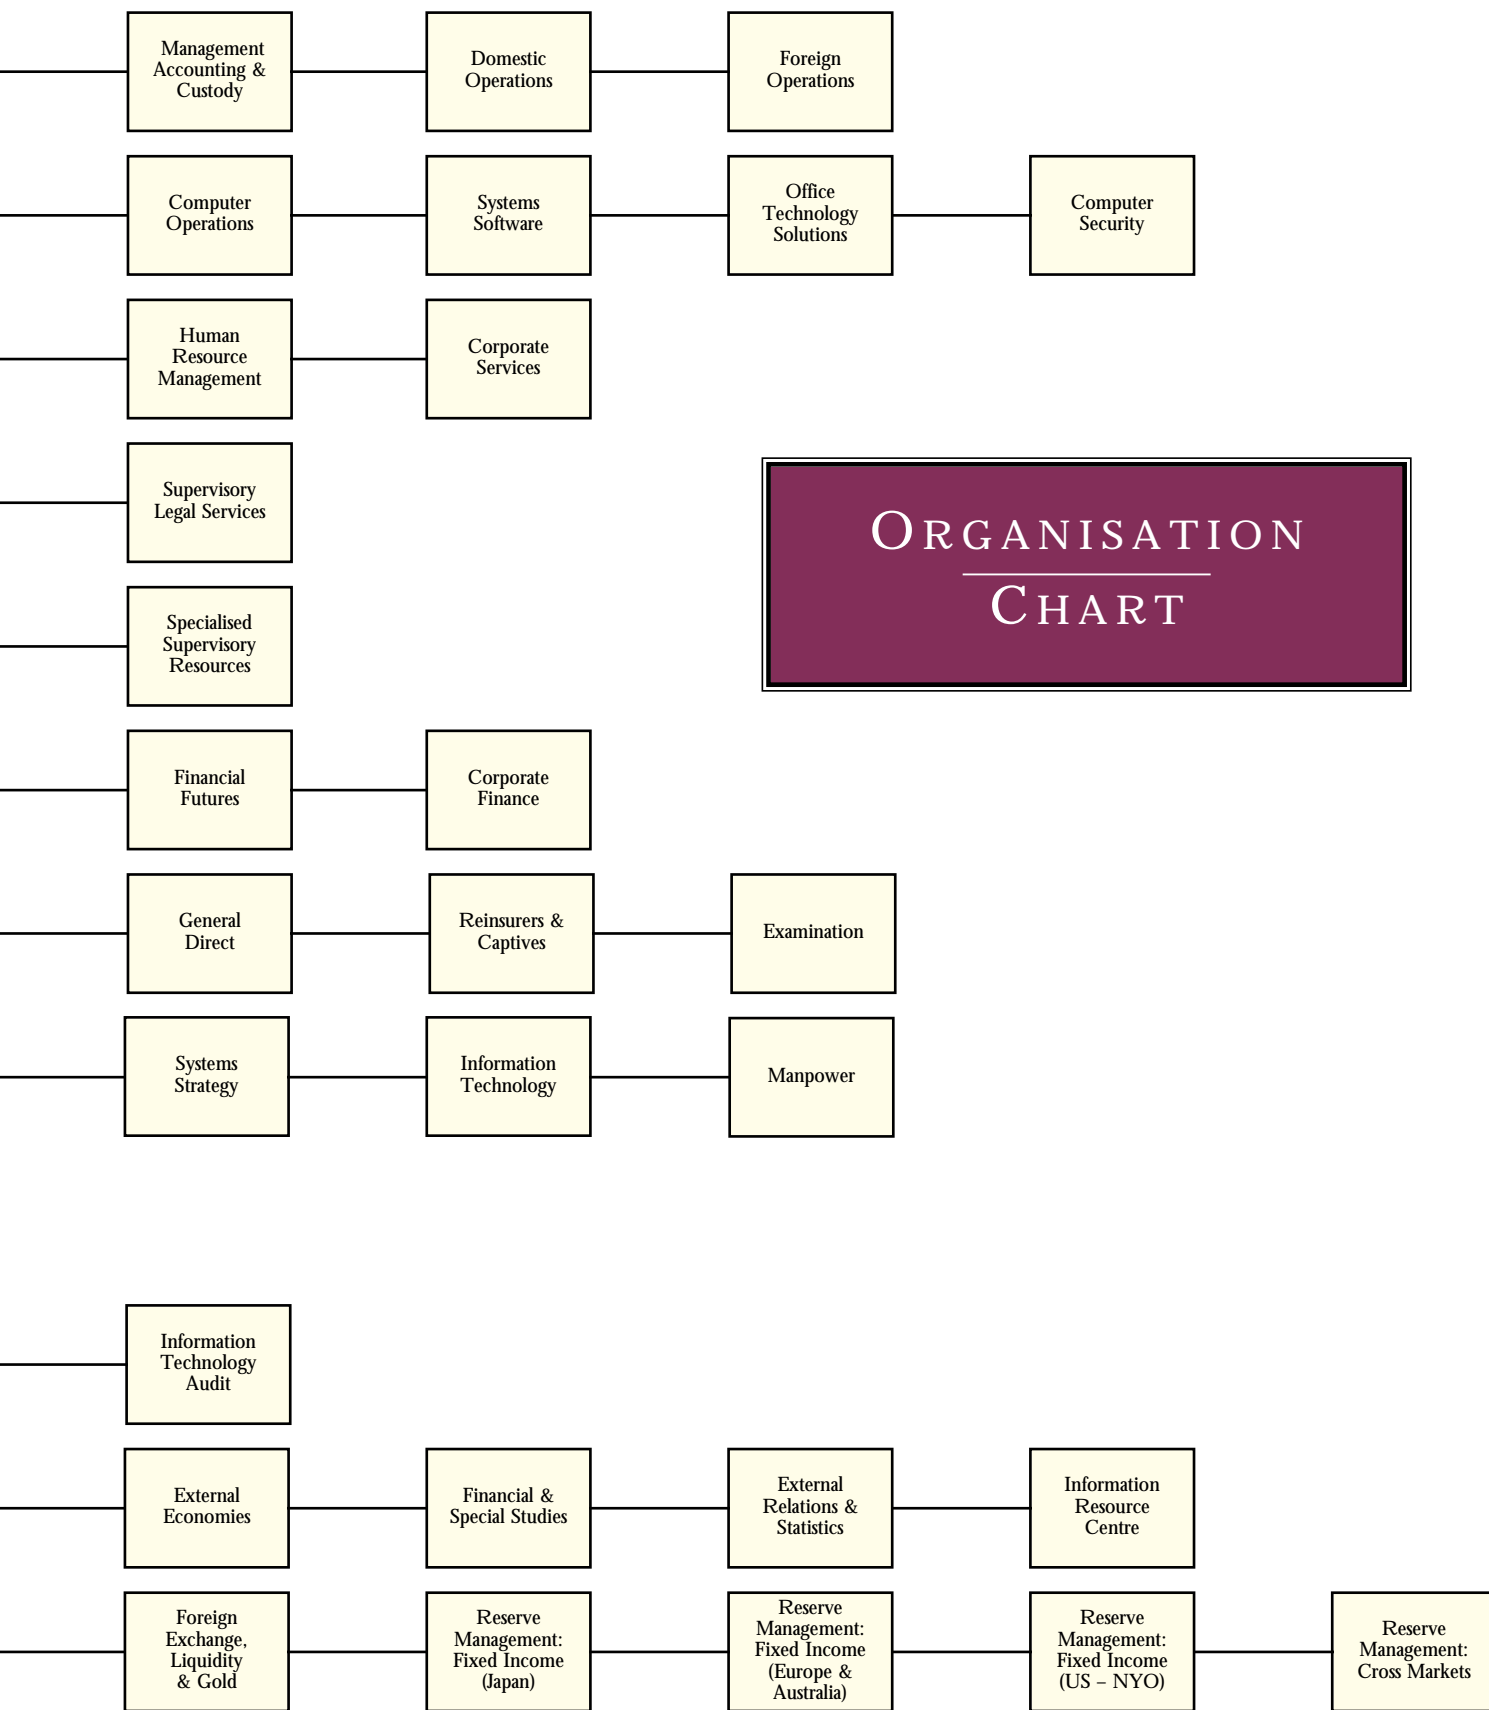 Management
Accounting &
Custody
Domestic
Operations
Foreign
Operations
Computer
Operations
Systems
Software
Office
Technology
Solutions
Computer
Security
Human
Resource
Management
Corporate
Services
Supervisory
Legal Services
ORGANISATION
CHART
Specialised
Supervisory
Resources
Financial
Futures
Corporate
Finance
General
Direct
Reinsurers &
Captives
Examination
Systems
Strategy
Information
Technology
Manpower
Information
Technology
Audit
External
Economies
Financial &
Special Studies
External
Relations &
Statistics
Information
Resource
Centre
Foreign
Exchange,
Liquidity
& Gold
Reserve
Management:
Fixed Income
(Japan)
Reserve
Management:
Fixed Income
(Europe &
Australia)
Reserve
Management:
Fixed Income
(US – NYO)
Reserve
Management:
Cross Markets